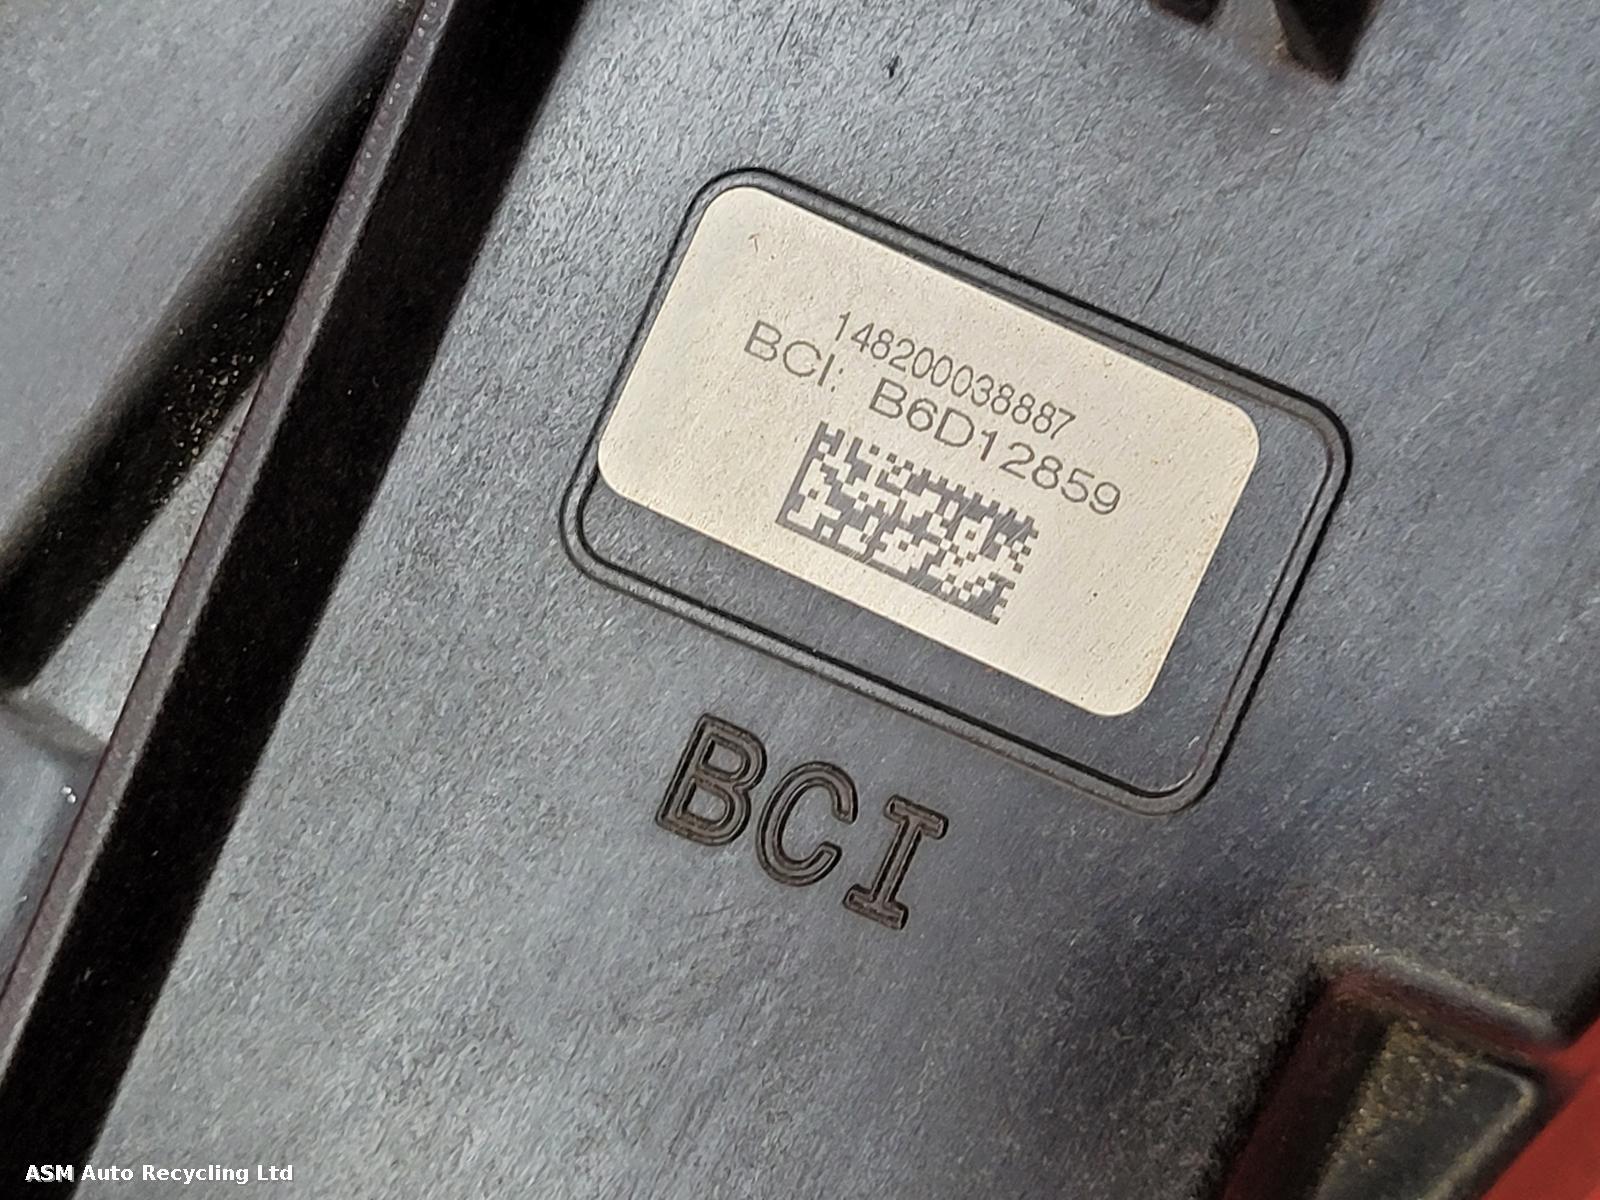 148200038887
BCI: B6D12859
BCI
ASM Auto Recycling Ltd